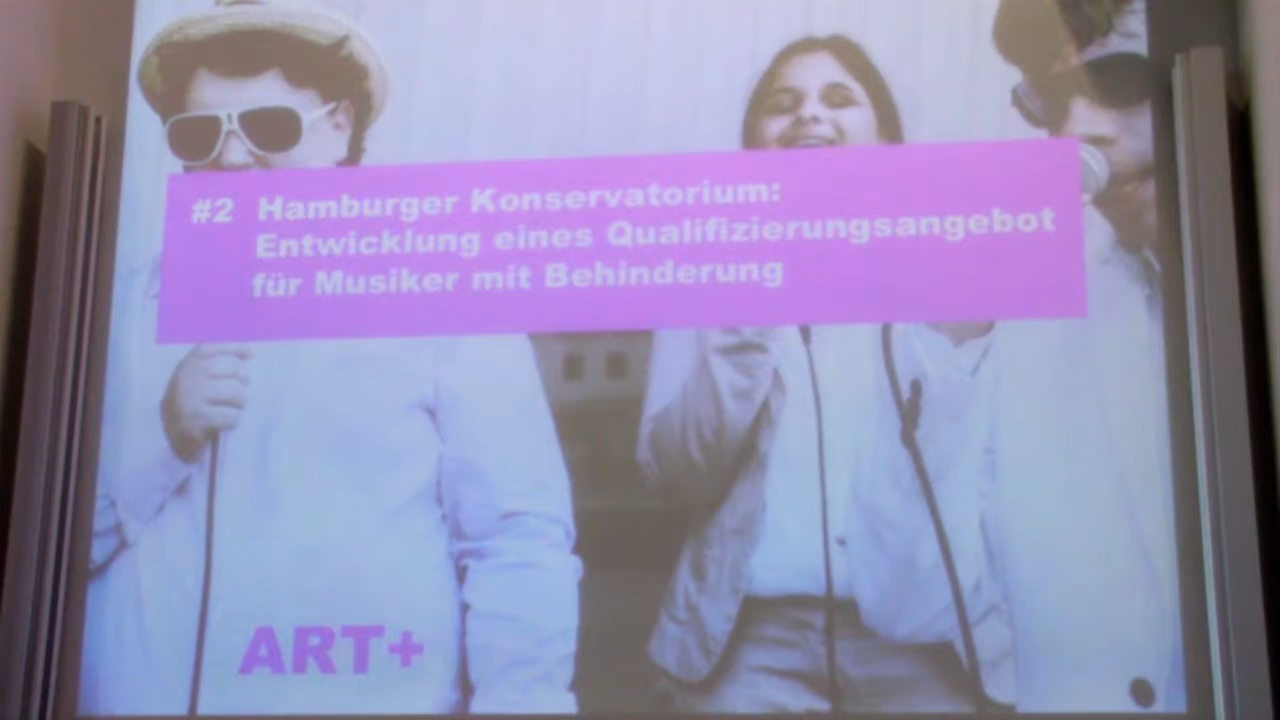 #2 Hamburger Konservatorium:
Entwicklung eines Qualifizierungsangebot
für Musiker mit Behinderung
ART+